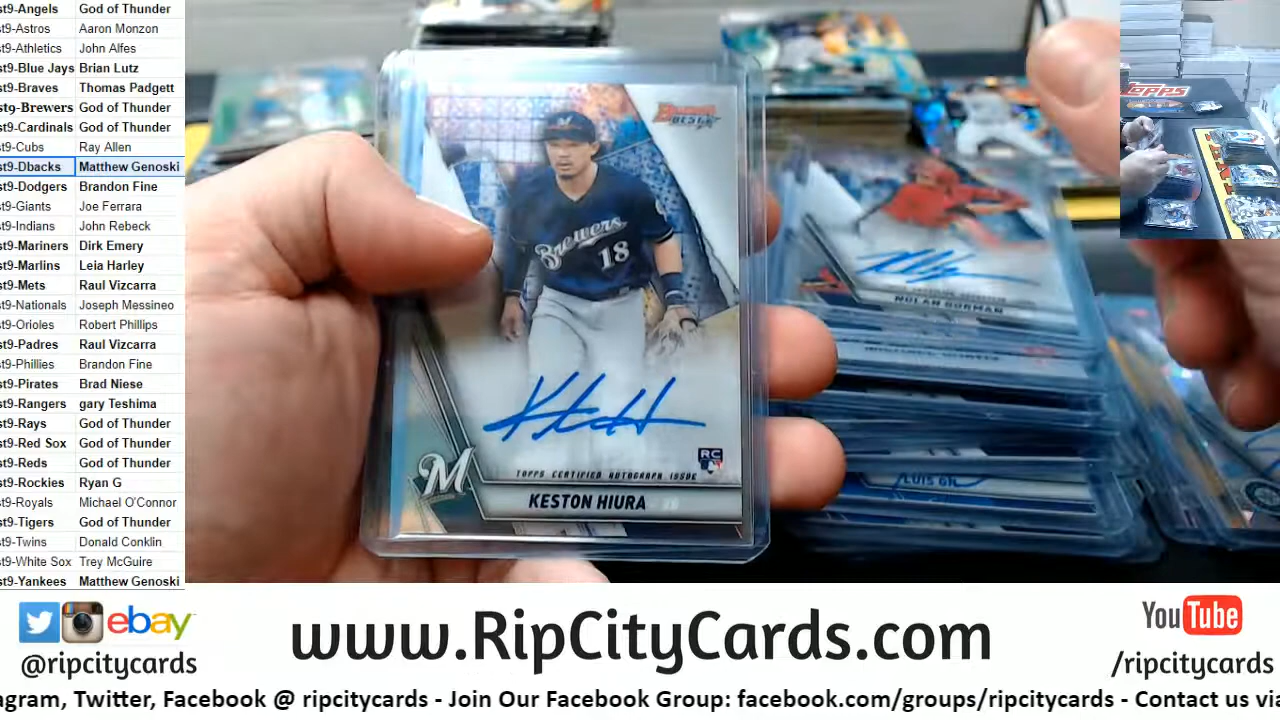 st9-Angels God of Thunder
st9-Astros Aaron Monzon
st9-Athletics John Alfes
st9-Blue Jays Brian Lutz
st9-Braves Thomas Padgett
st9-Brewers God of Thunder
st9-Cardinals God of Thunder
st9-Cubs Ray Allen
st9-Dbacks Matthew Genoski
st9-Dodgers Brandon Fine
st9-Giants Joe Ferrara
st9-Indians John Rebeck
st9-Mariners Dirk Emery
st9-Marlins Leia Harley
st9-Mets Raul Vizcarra
st9-Nationals Joseph Messineo
st9-Orioles Robert Phillips
st9-Padres Raul Vizcarra
st9-Phillies Brandon Fine
st9-Pirates Brad Niese
st9-Rangers gary Teshima
st9-Rays God of Thunder
st9-Red Sox God of Thunder
st9-Reds God of Thunder
st9-Rockies Ryan G
st9-Royals Michael O'Connor
st9-Tigers God of Thunder
st9-Twins Donald Conklin
st9-White Sox Trey McGuire
st9-Yankees Matthew Genoski
Bowman's
BEST
Brewers
18
M
TOPPS CERTIFIED AUTOGRAPH ISSUE
RC
KESTON HIURA
NOLAN GORMAN
LUIS GIL
Topps
ebay
@ripcitycards
www.RipCityCards.com
YouTube
/ripcitycards
agram, Twitter, Facebook @ ripcitycards - Join Our Facebook Group: facebook.com/groups/ripcitycards - Contact us via